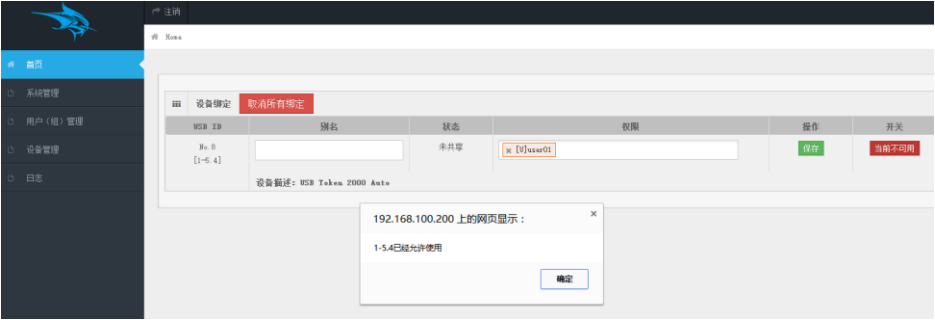 注销
Home
首页
系统管理
用户（组）管理
设备管理
日志
设备绑定 取消所有绑定
USB ID 别名 状态 权限 操作 开关
No.8
[1-5.4]
未共享 × [U]user01 保存 当前不可用
设备描述: USB Token 2000 Auto
192.168.100.200 上的网页显示：
×
1-5.4已经允许使用
确定